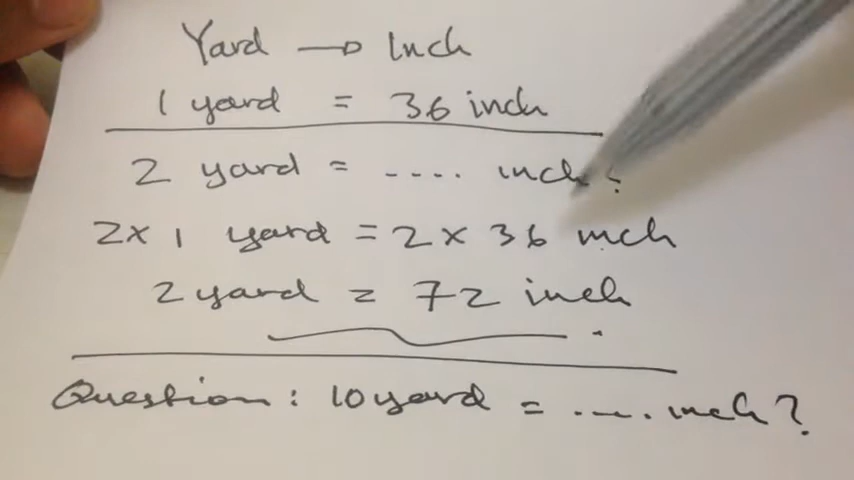 Yard → Inch
1 yard = 36 inch
2 yard = .... inch?
2x 1 yard = 2 x 36 inch
2 yard = 72 inch
Question: 10 yard = ..... inch?